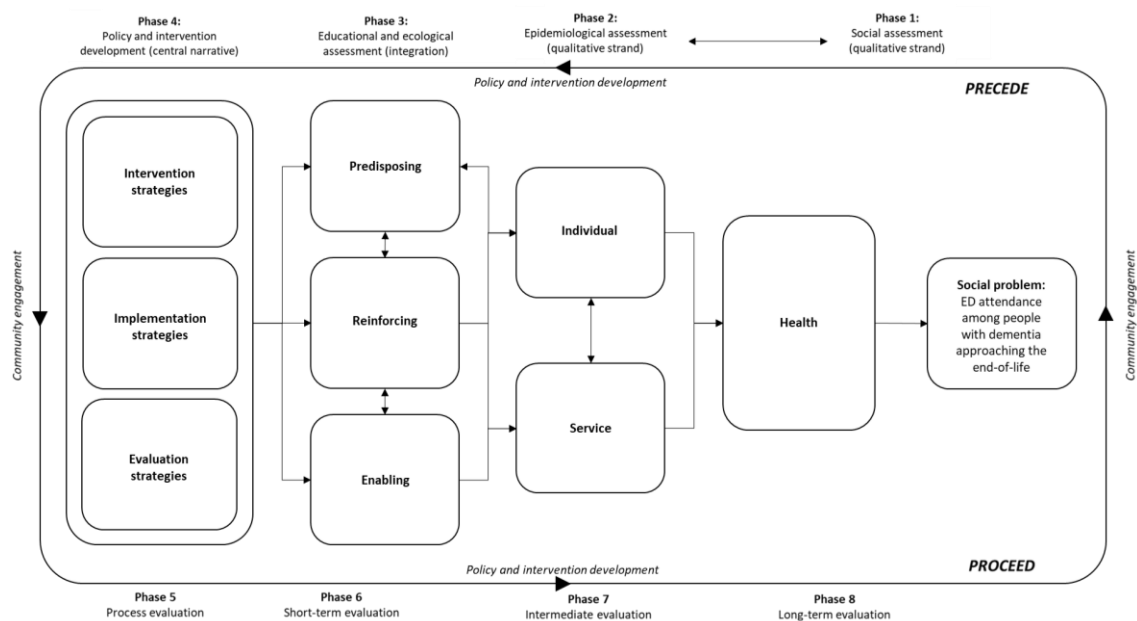 Phase 4:
Policy and intervention
development (central narrative)
Phase 3:
Educational and ecological
assessment (integration)
Phase 2:
Epidemiological assessment
(qualitative strand)
Phase 1:
Social assessment
(qualitative strand)
Policy and intervention development
PRECEDE
Community engagement
Intervention
strategies
Implementation
strategies
Evaluation
strategies
Predisposing
Reinforcing
Enabling
Individual
Service
Health
Social problem:
ED attendance
among people
with dementia
approaching the
end-of-life
Community engagement
Policy and intervention development
PROCEED
Phase 5
Process evaluation
Phase 6
Short-term evaluation
Phase 7
Intermediate evaluation
Phase 8
Long-term evaluation